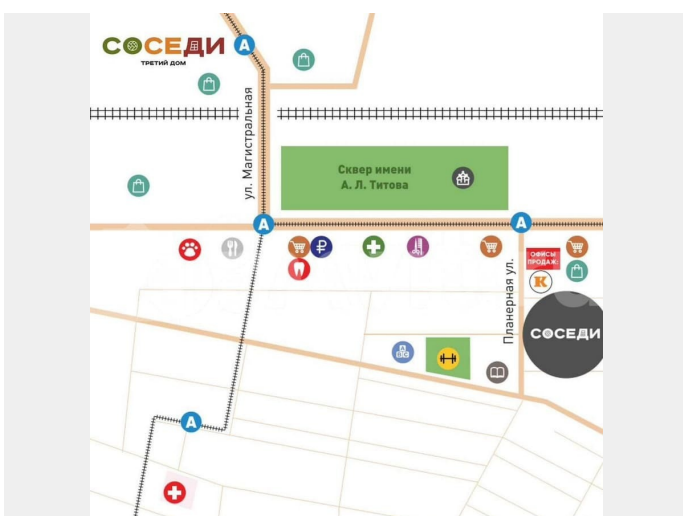 СОСЕДИ А
ТРЕТИЙ ДОМ
ул. Магистральная
Сквер имени
А. Л. Титова
А
А
₽
ОФИСЫ
ПРОДАЖ:
К
Планерная ул.
СОСЕДИ
А